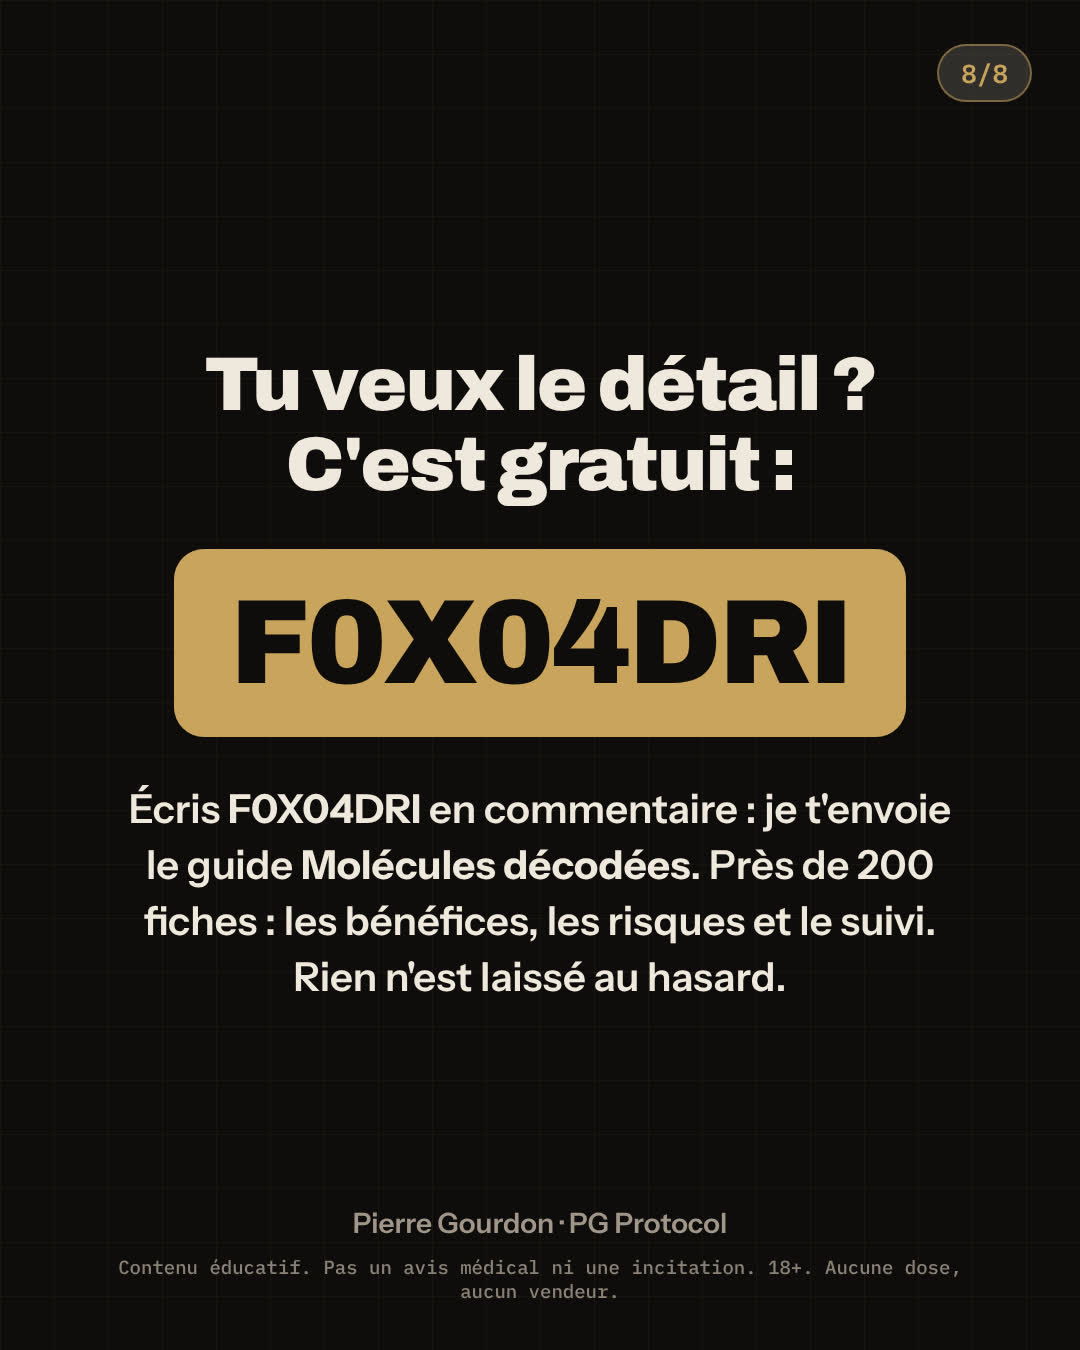 8/8
Tu veux le détail ?
C'est gratuit :
F0X04DRI
Écris F0X04DRI en commentaire : je t'envoie
le guide Molécules décodées. Près de 200
fiches : les bénéfices, les risques et le suivi.
Rien n'est laissé au hasard.
Pierre Gourdon · PG Protocol
Contenu éducatif. Pas un avis médical ni une incitation. 18+. Aucune dose,
aucun vendeur.